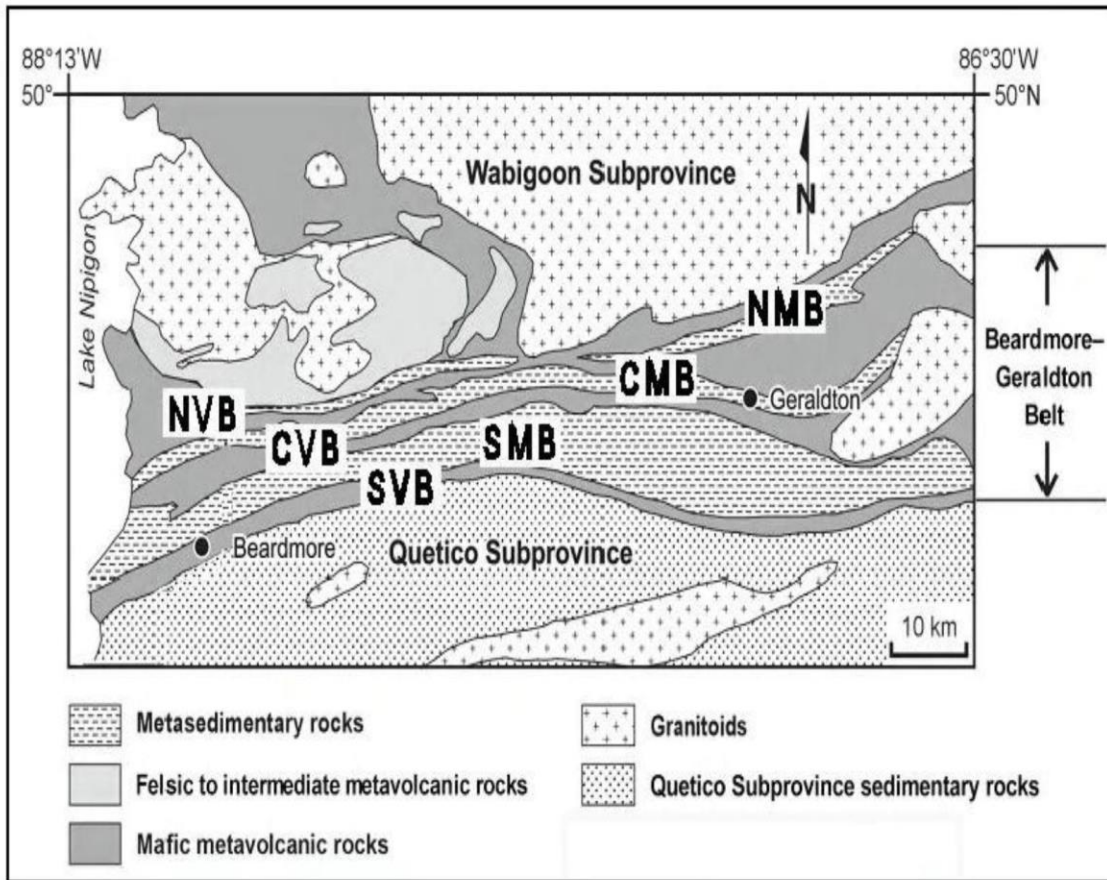 88°13'W
86°30'W
50°
50°N
Wabigoon Subprovince
N
Lake Nipigon
NMB
Beardmore–
Geraldton
Belt
CMB
Geraldton
NVB
CVB
SMB
SVB
Beardmore
Quetico Subprovince
10 km
Metasedimentary rocks
Granitoids
Felsic to intermediate metavolcanic rocks
Quetico Subprovince sedimentary rocks
Mafic metavolcanic rocks